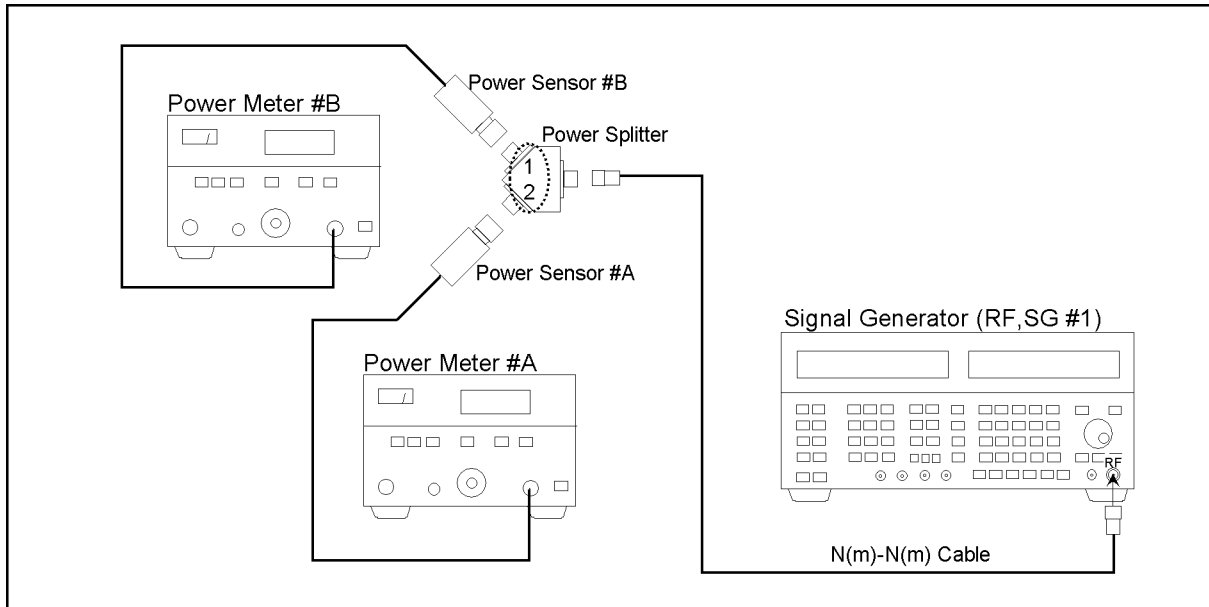 Power Sensor #B
Power Meter #B
Power Splitter
1
2
Power Sensor #A
Signal Generator (RF,SG #1)
Power Meter #A
RF
N(m)-N(m) Cable